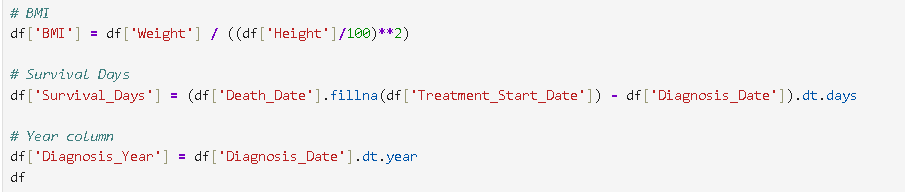 # BMI
df['BMI'] = df['Weight'] / ((df['Height']/100)**2)
# Survival Days
df['Survival_Days'] = (df['Death_Date'].fillna(df['Treatment_Start_Date']) - df['Diagnosis_Date']).dt.days
# Year column
df['Diagnosis_Year'] = df['Diagnosis_Date'].dt.year
df